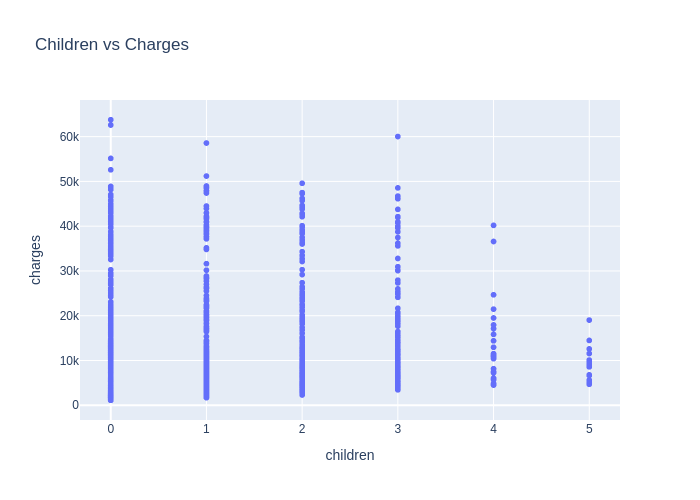 Children vs Charges
60k
50k
40k
30k
20k
10k
0
charges
0 1 2 3 4 5
children